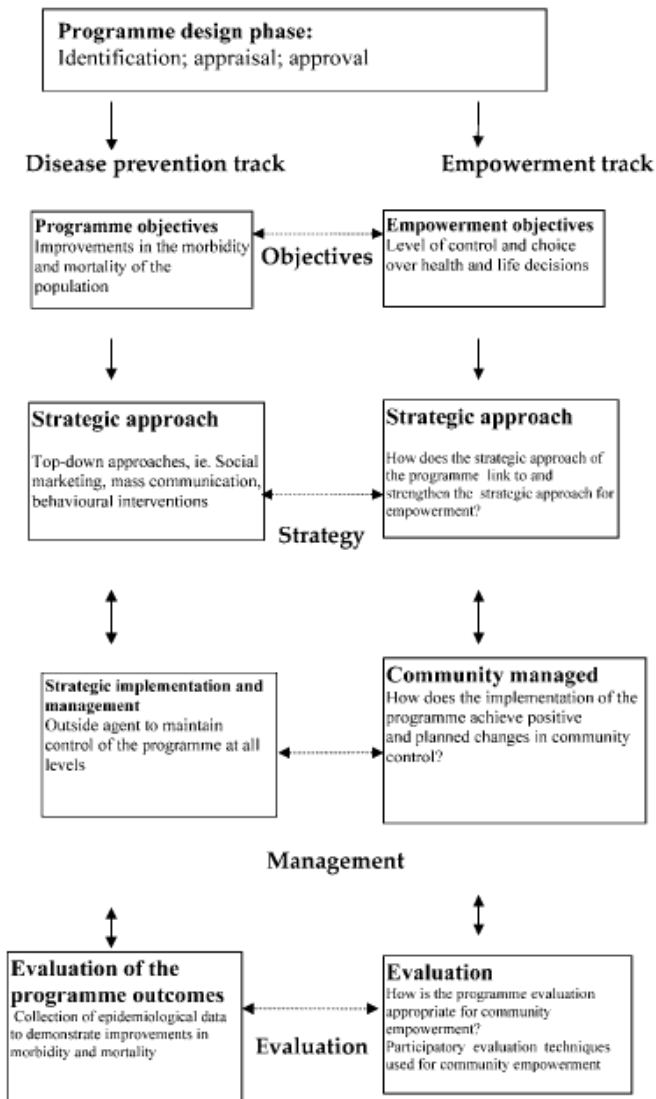 Programme design phase:
Identification; appraisal; approval
Disease prevention track
Empowerment track
Programme objectives
Improvements in the morbidity
and mortality of the
population
Objectives
Empowerment objectives
Level of control and choice
over health and life decisions
Strategic approach
Top-down approaches, ie. Social
marketing, mass communication,
behavioural interventions
Strategy
Strategic approach
How does the strategic approach of
the programme link to and
strengthen the strategic approach for
empowerment?
Strategic implementation and
management
Outside agent to maintain
control of the programme at all
levels
Community managed
How does the implementation of the
programme achieve positive
and planned changes in community
control?
Management
Evaluation of the
programme outcomes
Collection of epidemiological data
to demonstrate improvements in
morbidity and mortality
Evaluation
Evaluation
How is the programme evaluation
appropriate for community
empowerment?
Participatory evaluation techniques
used for community empowerment